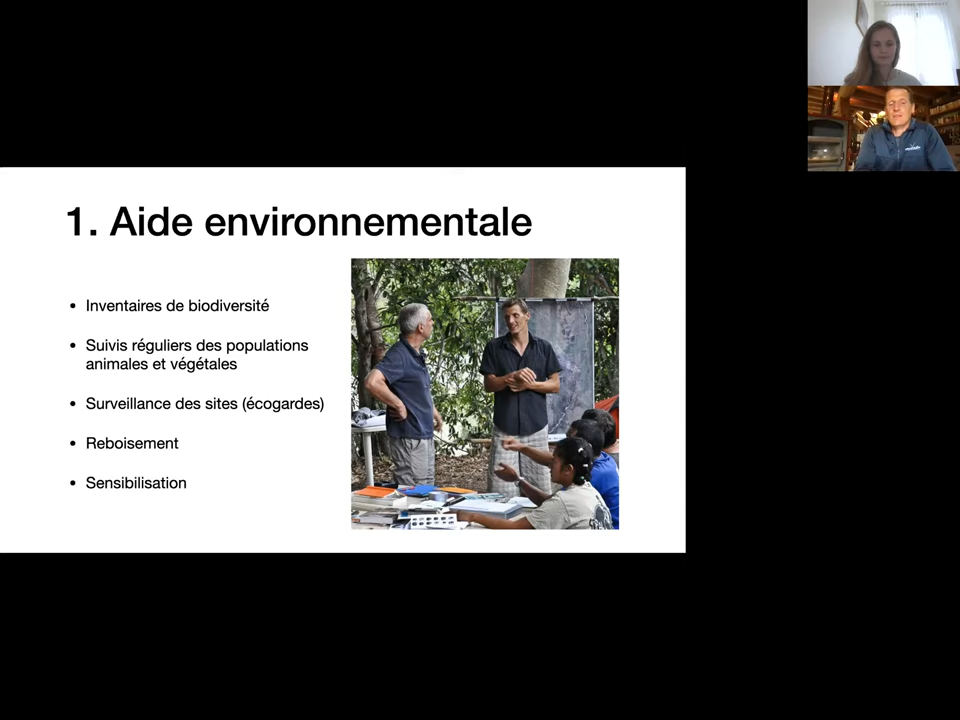 1. Aide environnementale
• Inventaires de biodiversité
• Suivis réguliers des populations
animales et végétales
• Surveillance des sites (écogardes)
• Reboisement
• Sensibilisation